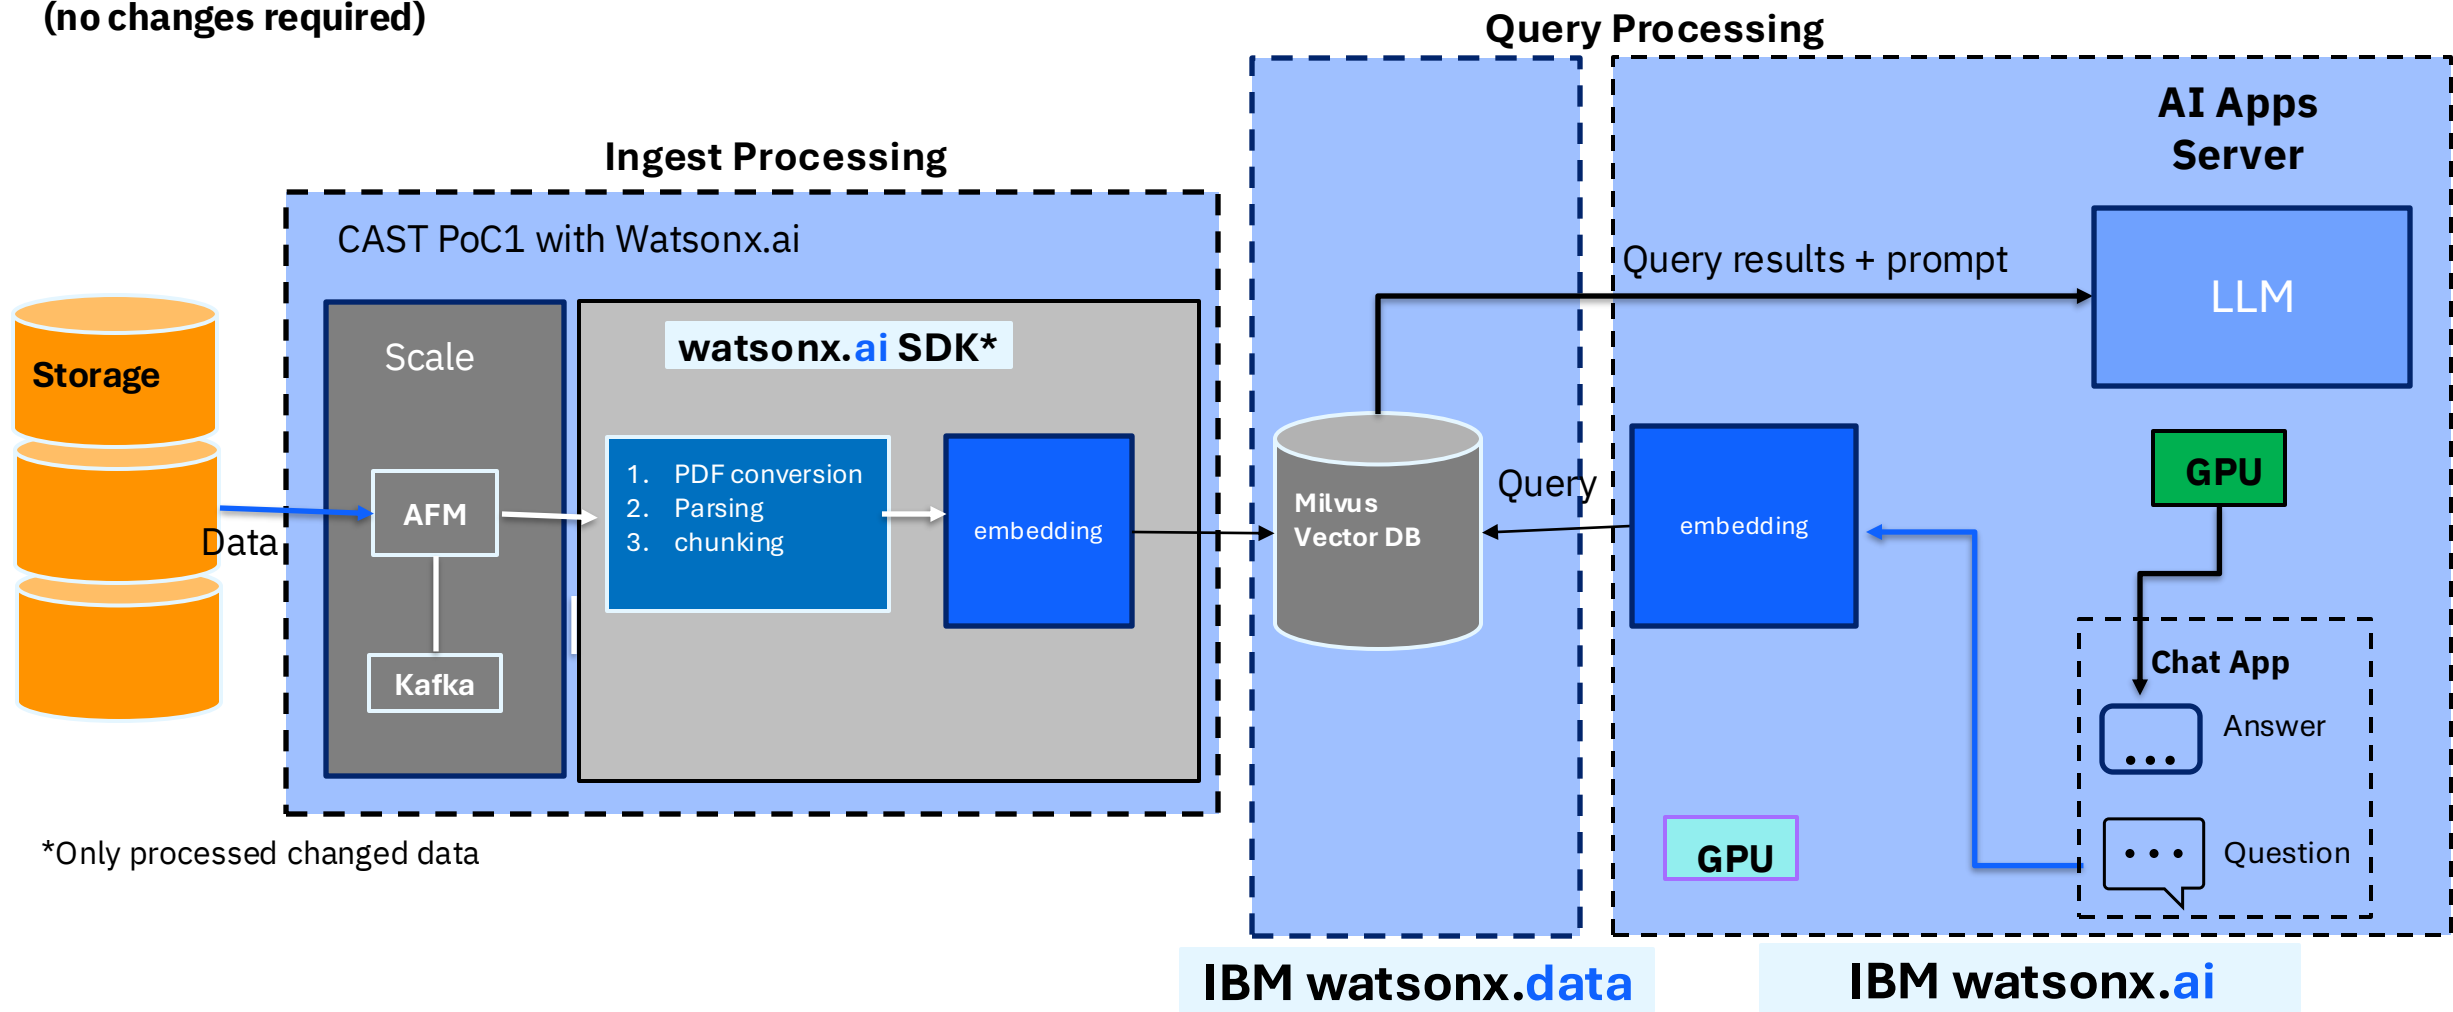 (no changes required)
Query Processing
AI Apps
Server
Ingest Processing
CAST PoC1 with Watsonx.ai
Query results + prompt
LLM
Scale
watsonx.ai SDK*
Storage
1. PDF conversion
2. Parsing
3. chunking
GPU
Query
Milvus
Vector DB
AFM
embedding
embedding
Data
Chat App
Kafka
Answer
*Only processed changed data
GPU
Question
IBM watsonx.data
IBM watsonx.ai